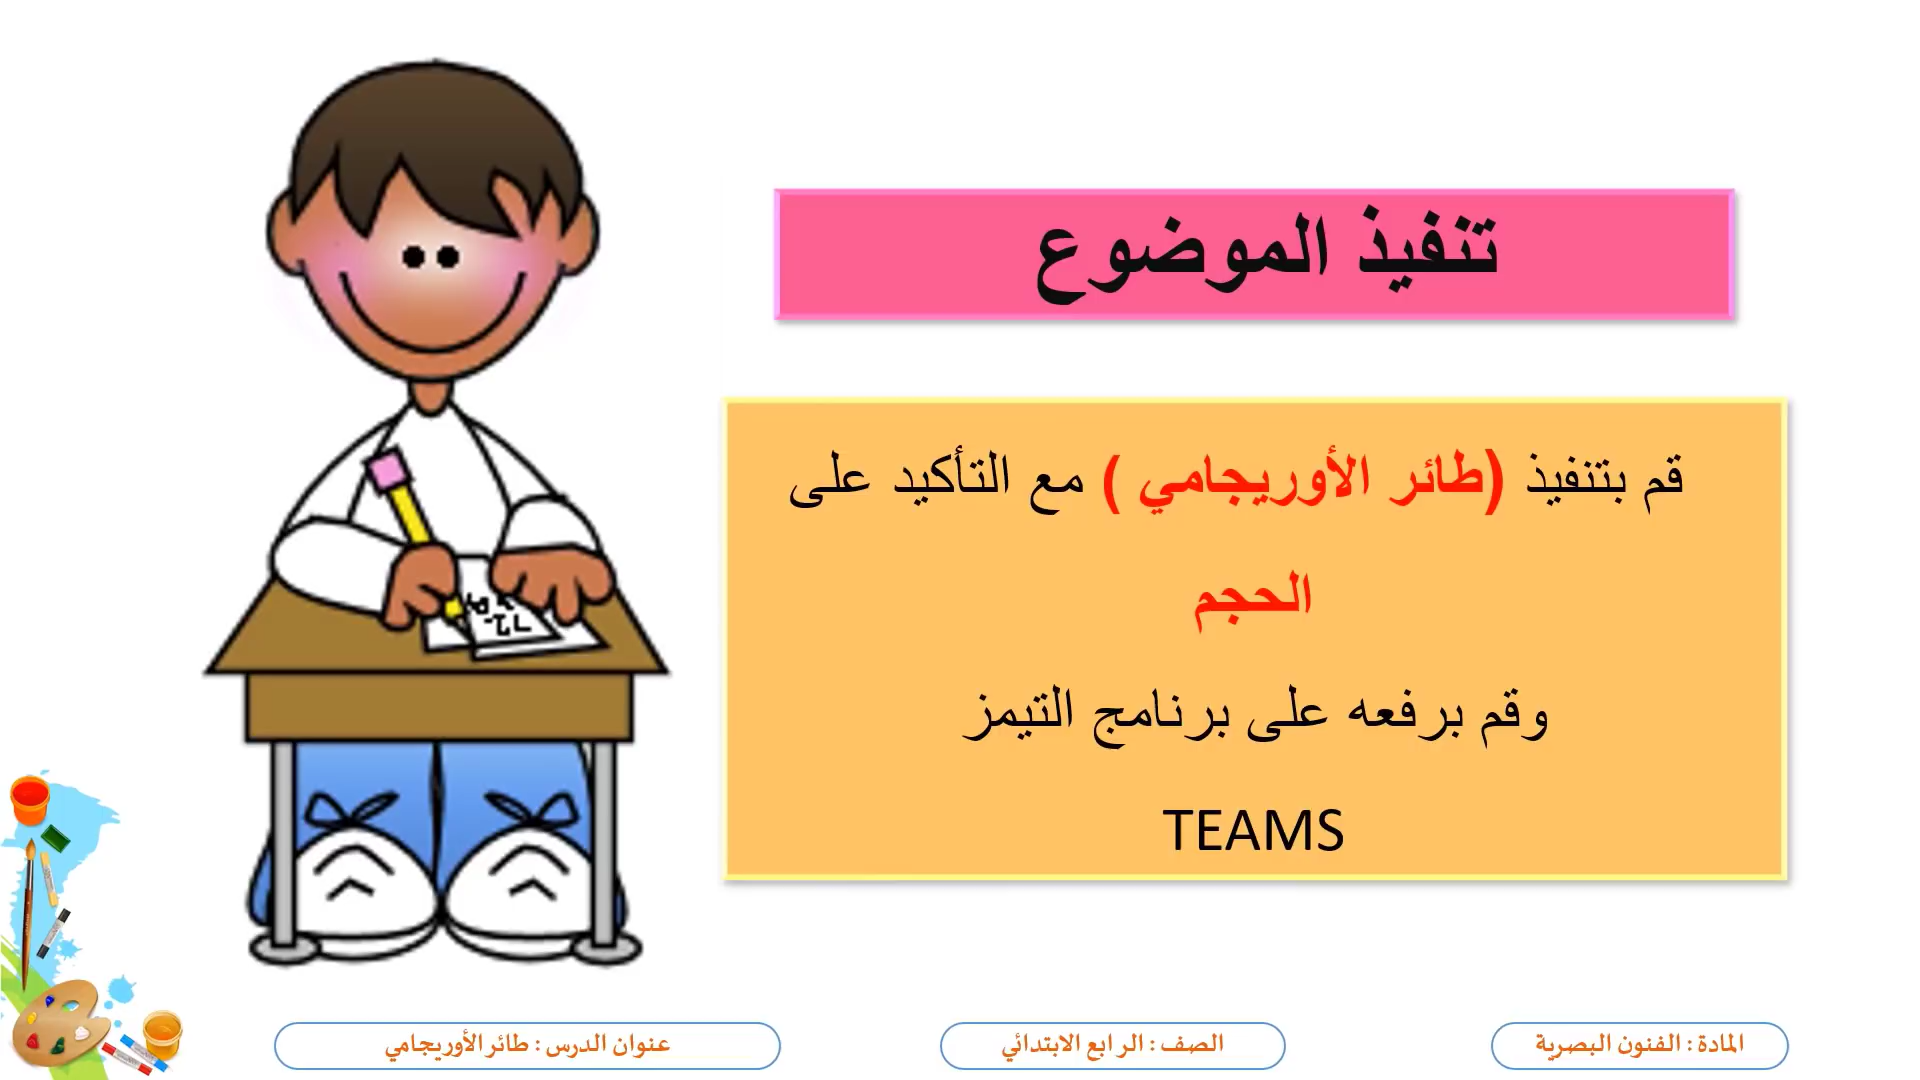 تنفيذ الموضوع
قم بتنفيذ (طائر الأوريجامي ) مع التأكيد على
الحجم
وقم برفعه على برنامج التيمز
TEAMS
المادة : الفنون البصرية
الصف : الرابع الابتدائي
عنوان الدرس : طائر الأوريجامي